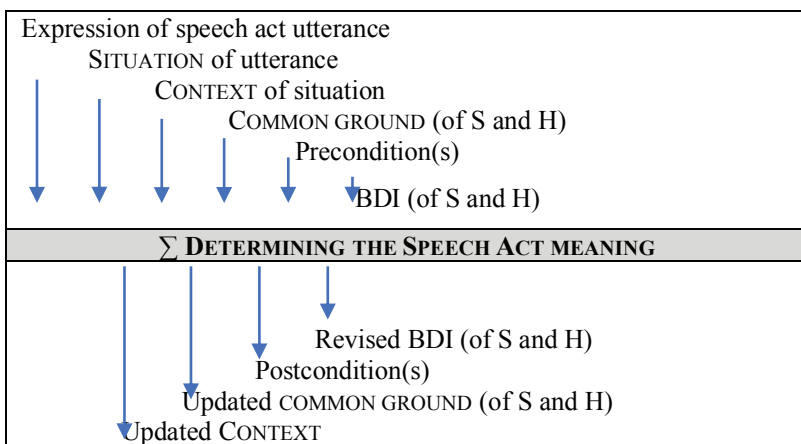 Expression of speech act utterance
SITUATION of utterance
CONTEXT of situation
COMMON GROUND (of S and H)
Precondition(s)
BDI (of S and H)
∑ DETERMINING THE SPEECH ACT MEANING
Revised BDI (of S and H)
Postcondition(s)
Updated COMMON GROUND (of S and H)
Updated CONTEXT